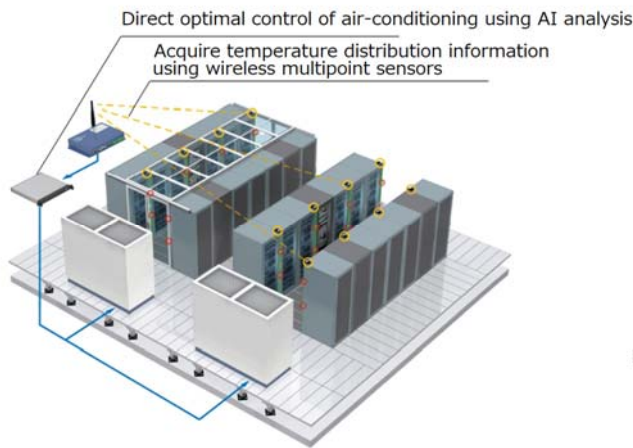 Direct optimal control of air-conditioning using AI analysis
Acquire temperature distribution information
using wireless multipoint sensors